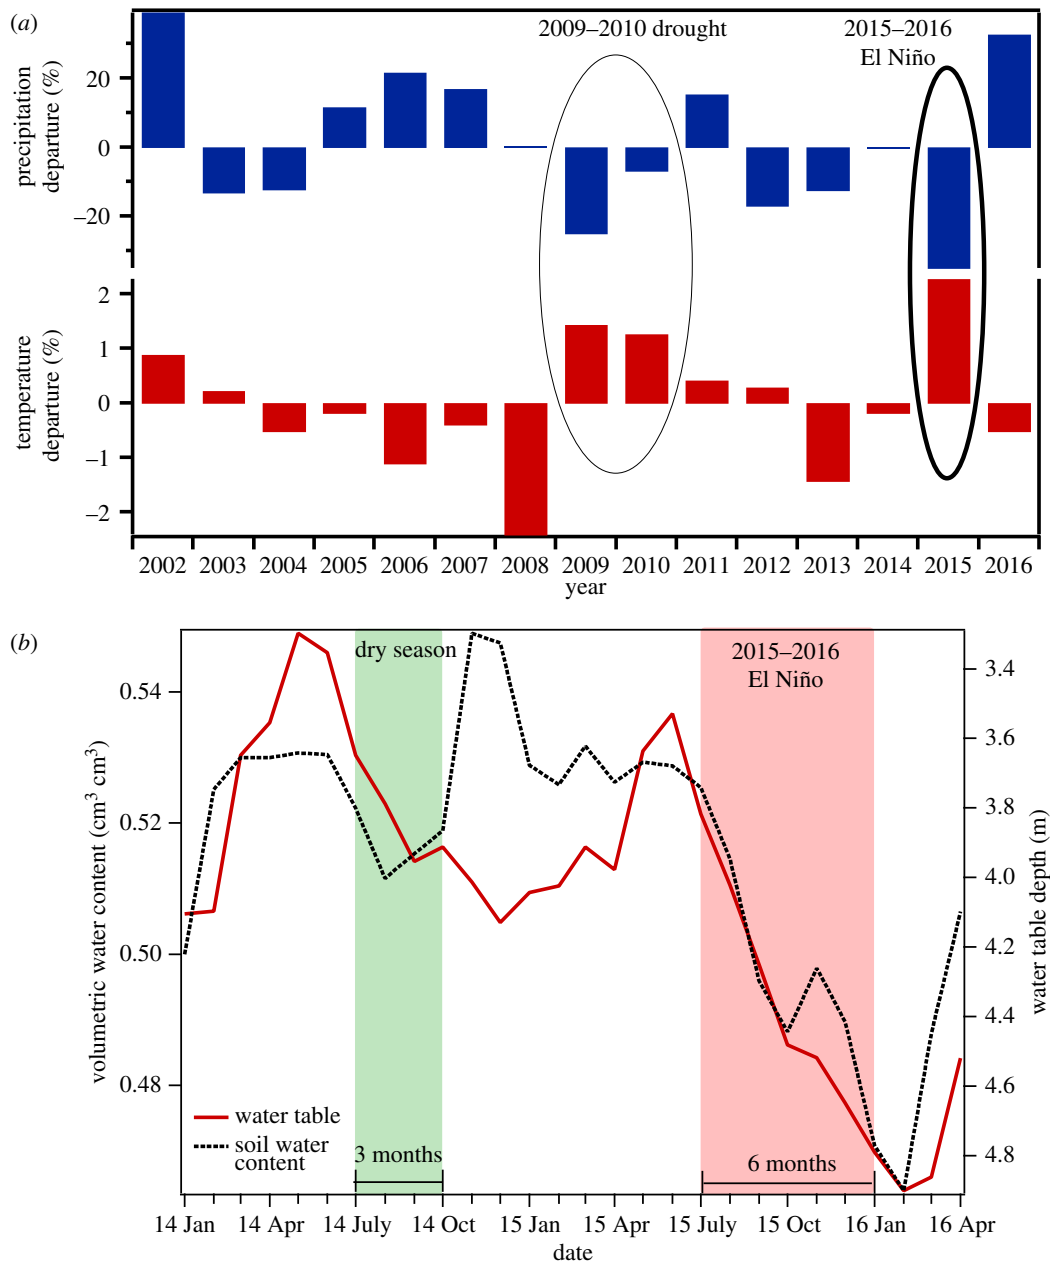 (a)
2009–2010 drought
2015–2016
El Niño
precipitation
departure (%)
20
0
–20
temperature
departure (%)
2
1
0
–1
–2
2002 2003 2004 2005 2006 2007 2008 2009 2010 2011 2012 2013 2014 2015 2016
year
(b)
dry season
2015–2016
El Niño
volumetric water content (cm³ cm³)
0.54
0.52
0.50
0.48
water table depth (m)
3.4
3.6
3.8
4.0
4.2
4.4
4.6
4.8
water table
soil water
content
3 months
6 months
14 Jan 14 Apr 14 July 14 Oct 15 Jan 15 Apr 15 July 15 Oct 16 Jan 16 Apr
date